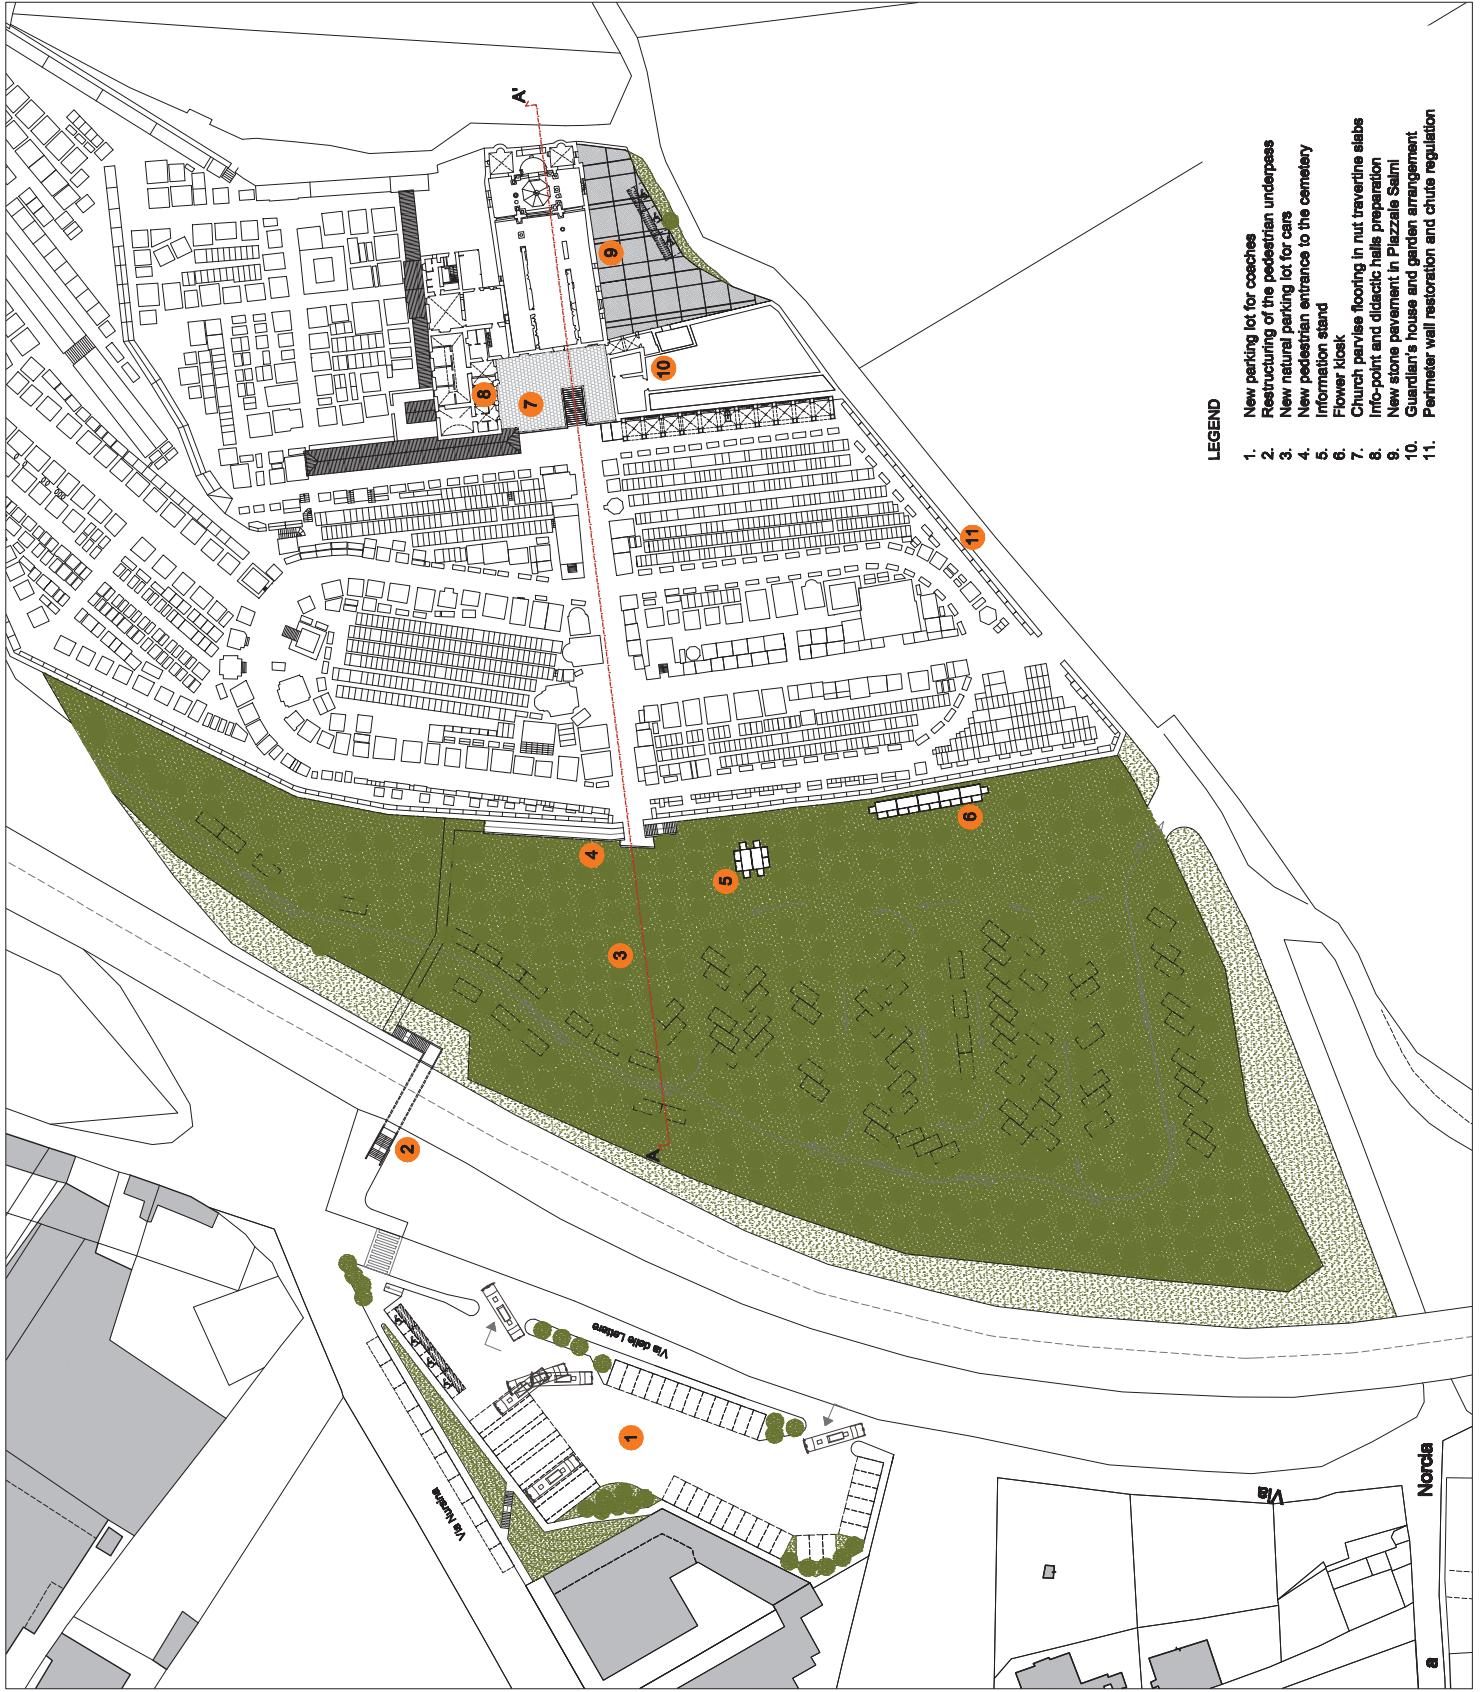 A'
9
8
7
10
11
4
5
6
3
2
A
1
Via delle Letiere
Via Nursina
Via
Norcia
a
LEGEND
1. New parking lot for coaches
2. Restructuring of the pedestrian underpass
3. New natural parking lot for cars
4. New pedestrian entrance to the cemetery
5. Information stand
6. Flower kiosk
7. Church parvise flooring in nut travertine slabs
8. Info-point and didactic halls preparation
9. New stone pavement in Piazzale Salmi
10. Guardian's house and garden arrangement
11. Perimeter wall restoration and chute regulation